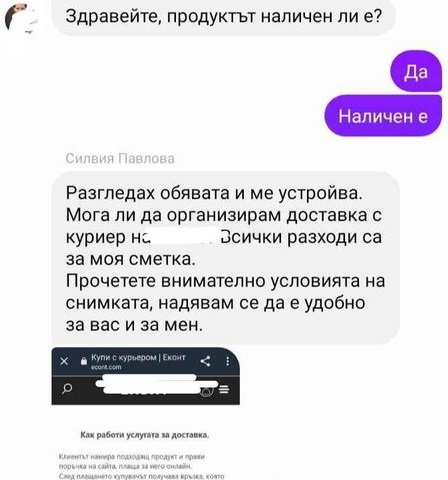 Здравейте, продуктът наличен ли е?
Да
Наличен е
Силвия Павлова
Разгледах обявата и ме устройва.
Мога ли да организирам доставка с
куриер Всички разходи са
за моя сметка.
Прочетете внимателно условията на
снимката, надявам се да е удобно
за вас и за мен.
Купи с курьером | Еконт
econt.com
Как работи услугата за доставка.
Клиентът намира подходящ продукт и прави
поръчка на сайта, плаща за него онлайн.
След плащането купувачът получава връзка, която